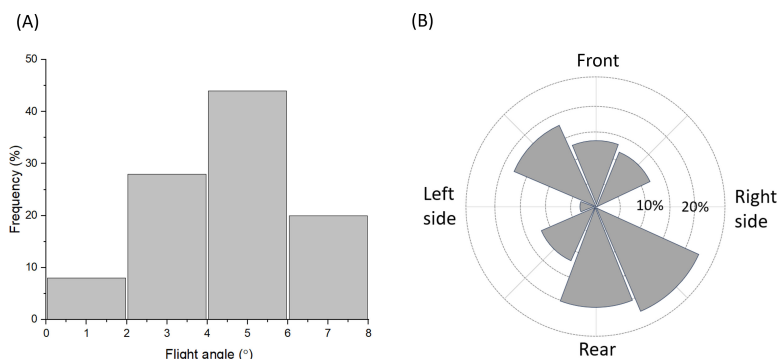 (A)
(B)
50
40
30
20
10
0
Frequency (%)
0 1 2 3 4 5 6 7 8
Flight angle (°)
Front
Left
side
10%
20%
Right
side
Rear